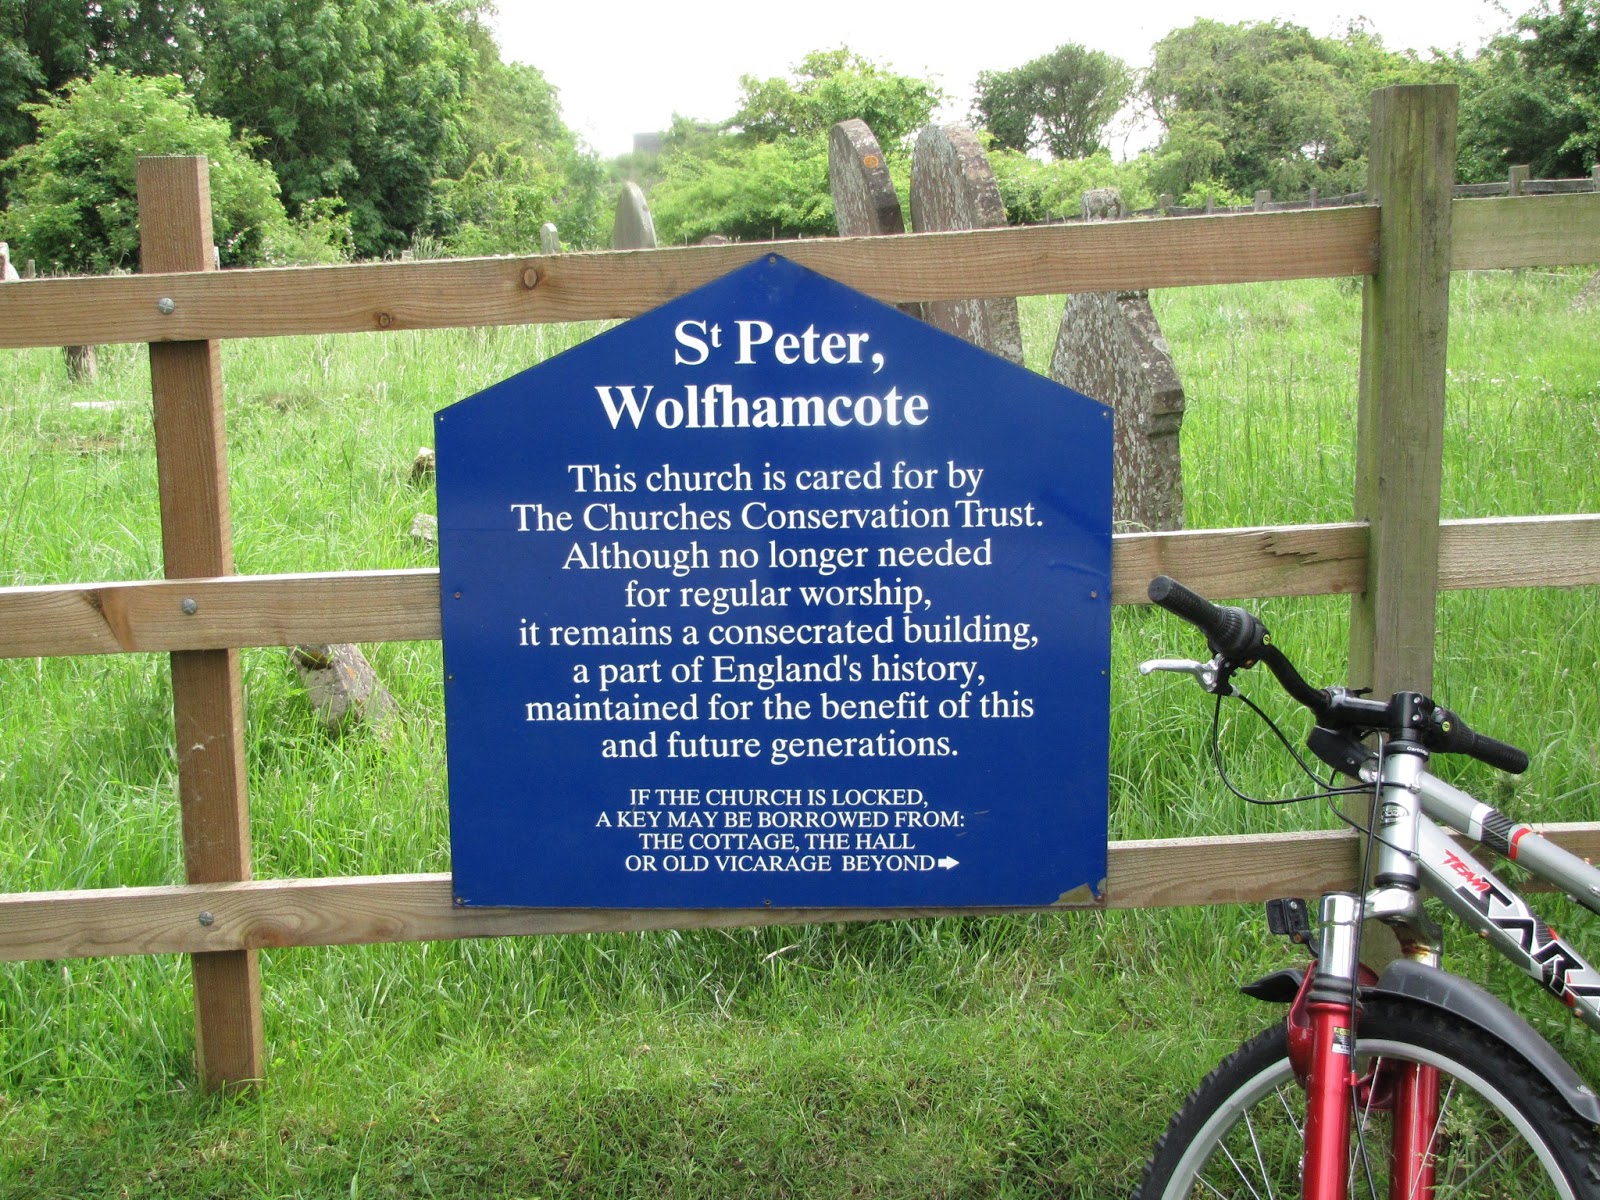 St Peter,
Wolfhamcote
This church is cared for by
The Churches Conservation Trust.
Although no longer needed
for regular worship,
it remains a consecrated building,
a part of England's history,
maintained for the benefit of this
and future generations.
IF THE CHURCH IS LOCKED,
A KEY MAY BE BORROWED FROM:
THE COTTAGE, THE HALL
OR OLD VICARAGE BEYOND
TEAM